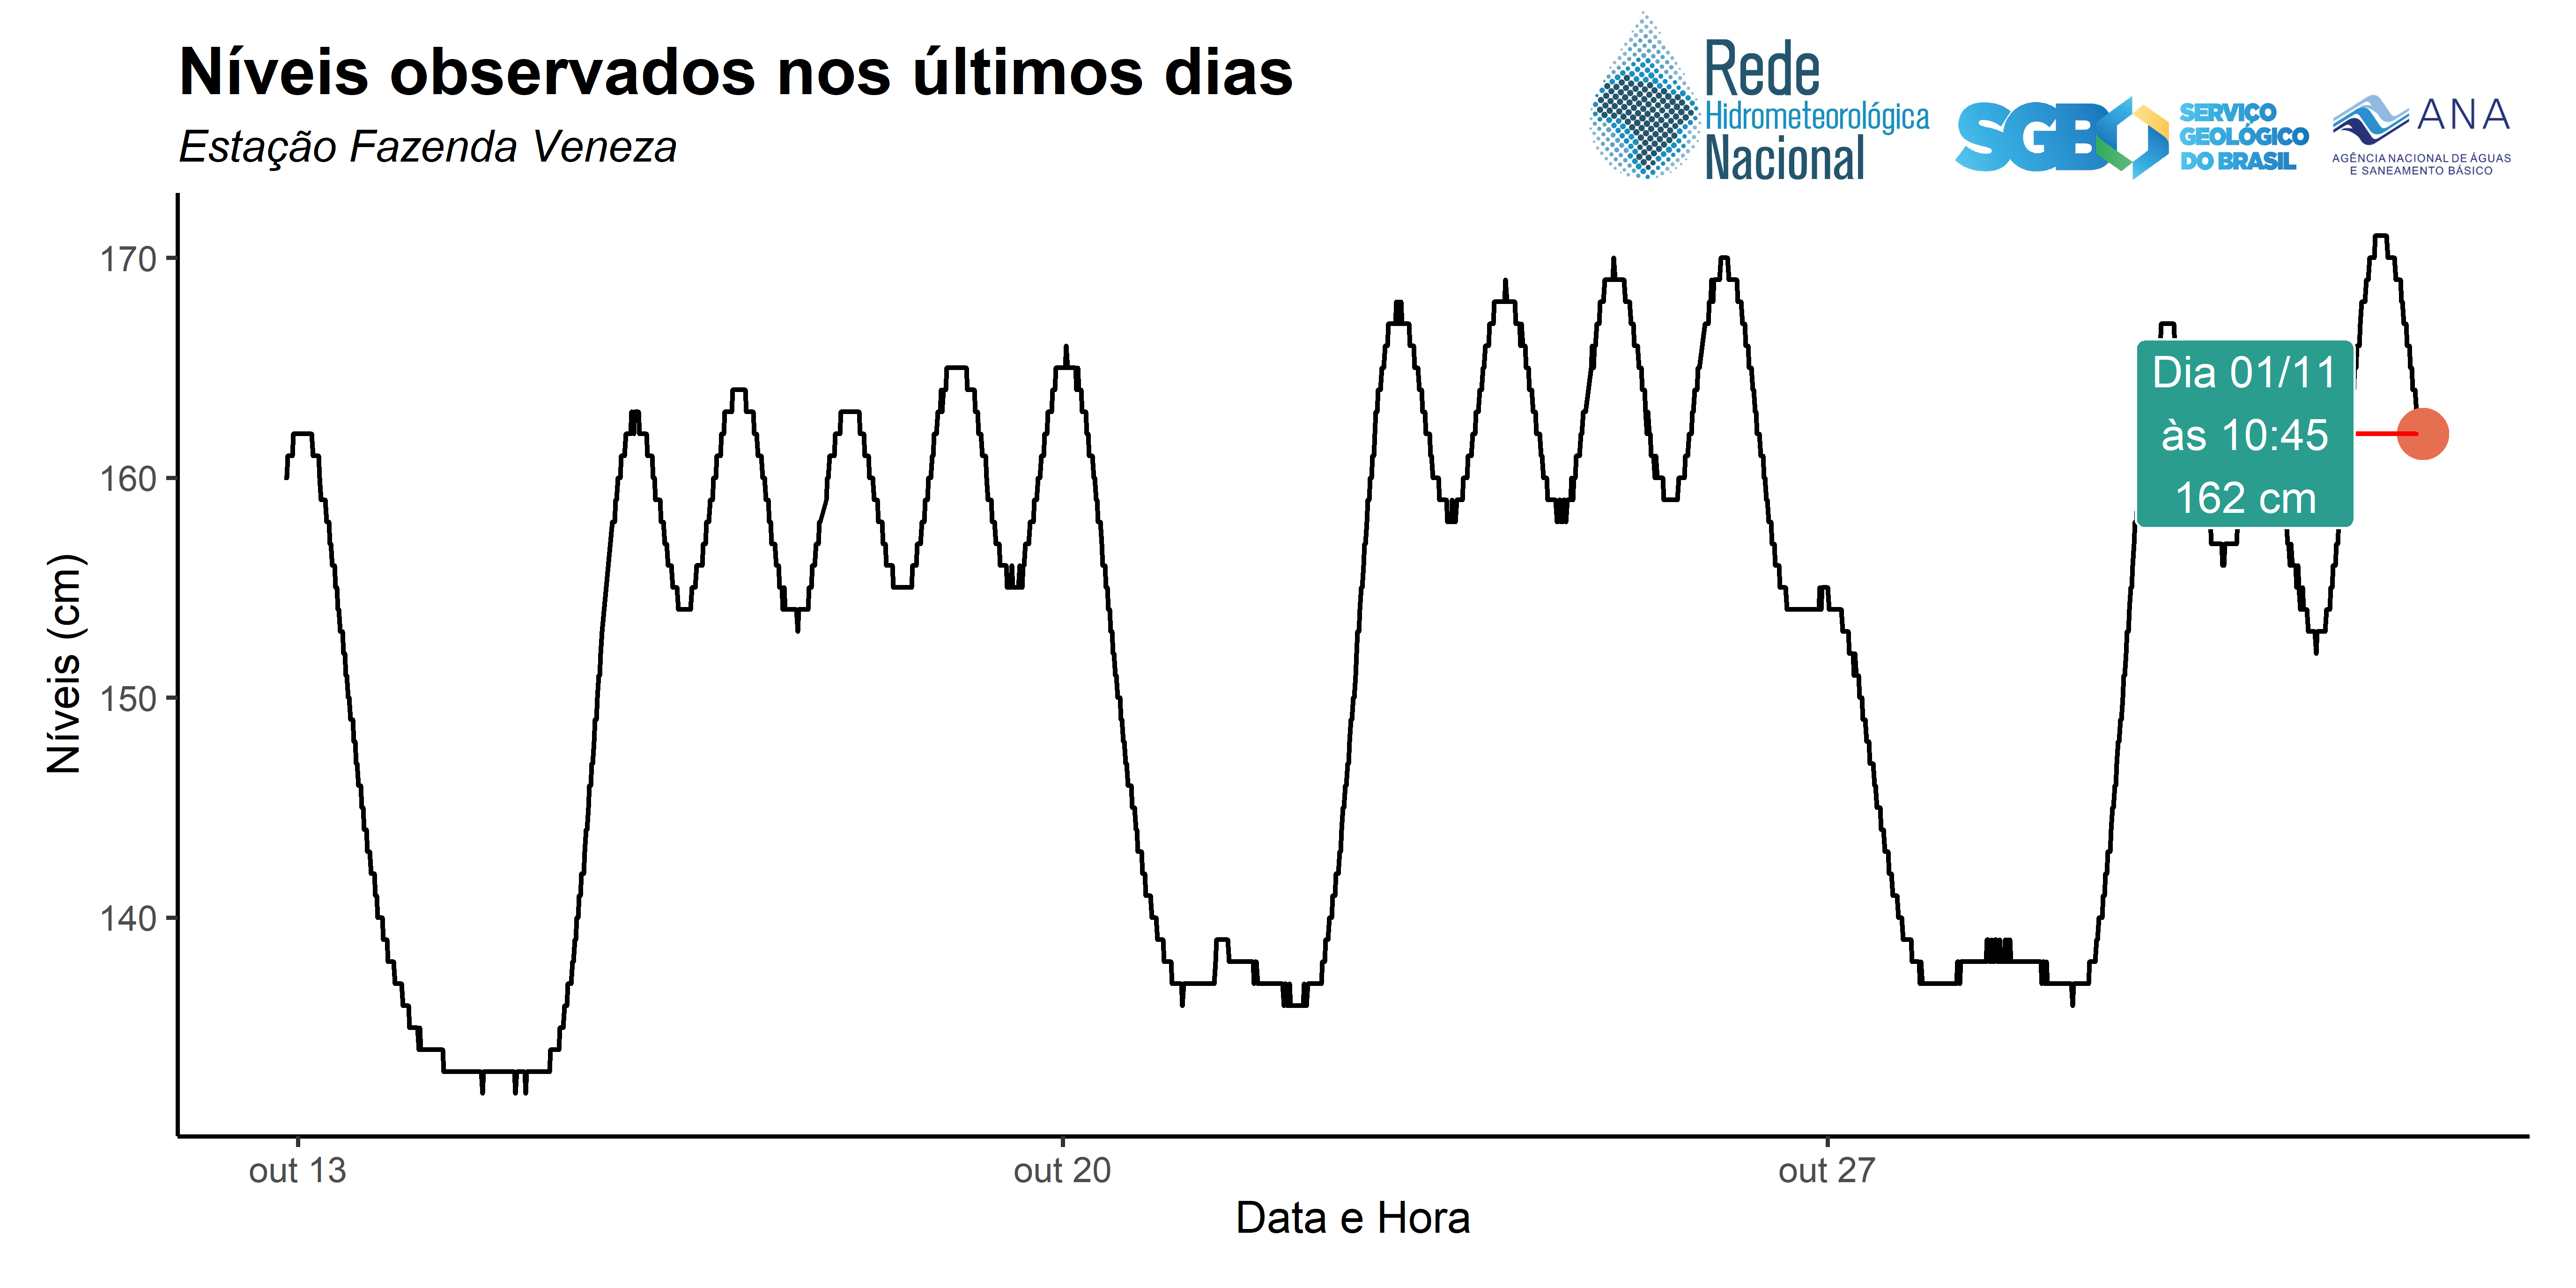 Níveis observados nos últimos dias
Estação Fazenda Veneza
Rede
Hidrometeorológica
Nacional
SGB
SERVIÇO
GEOLÓGICO
DO BRASIL
ANA
AGÊNCIA NACIONAL DE ÁGUAS
E SANEAMENTO BÁSICO
Níveis (cm)
170
160
150
140
Dia 01/11
às 10:45
162 cm
out 13
out 20
out 27
Data e Hora